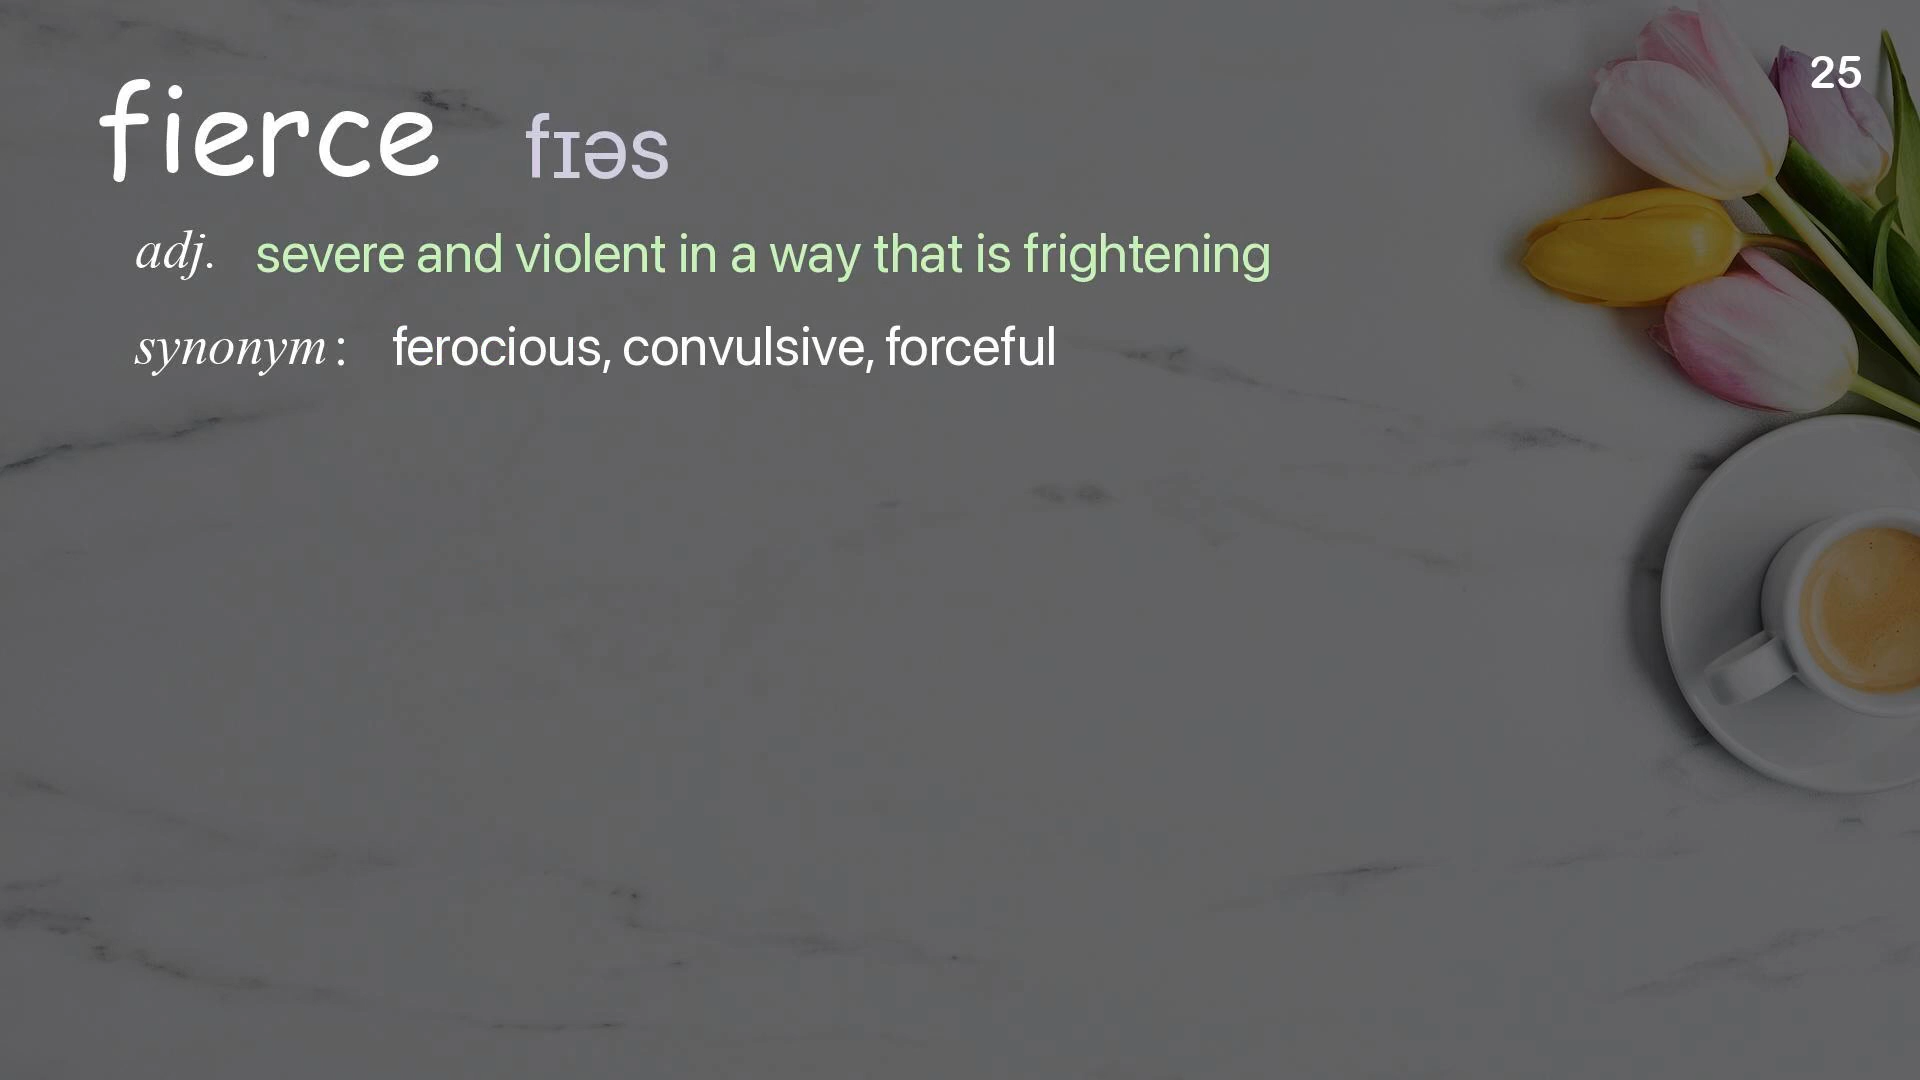 25
fierce fɪəs
adj. severe and violent in a way that is frightening
synonym: ferocious, convulsive, forceful